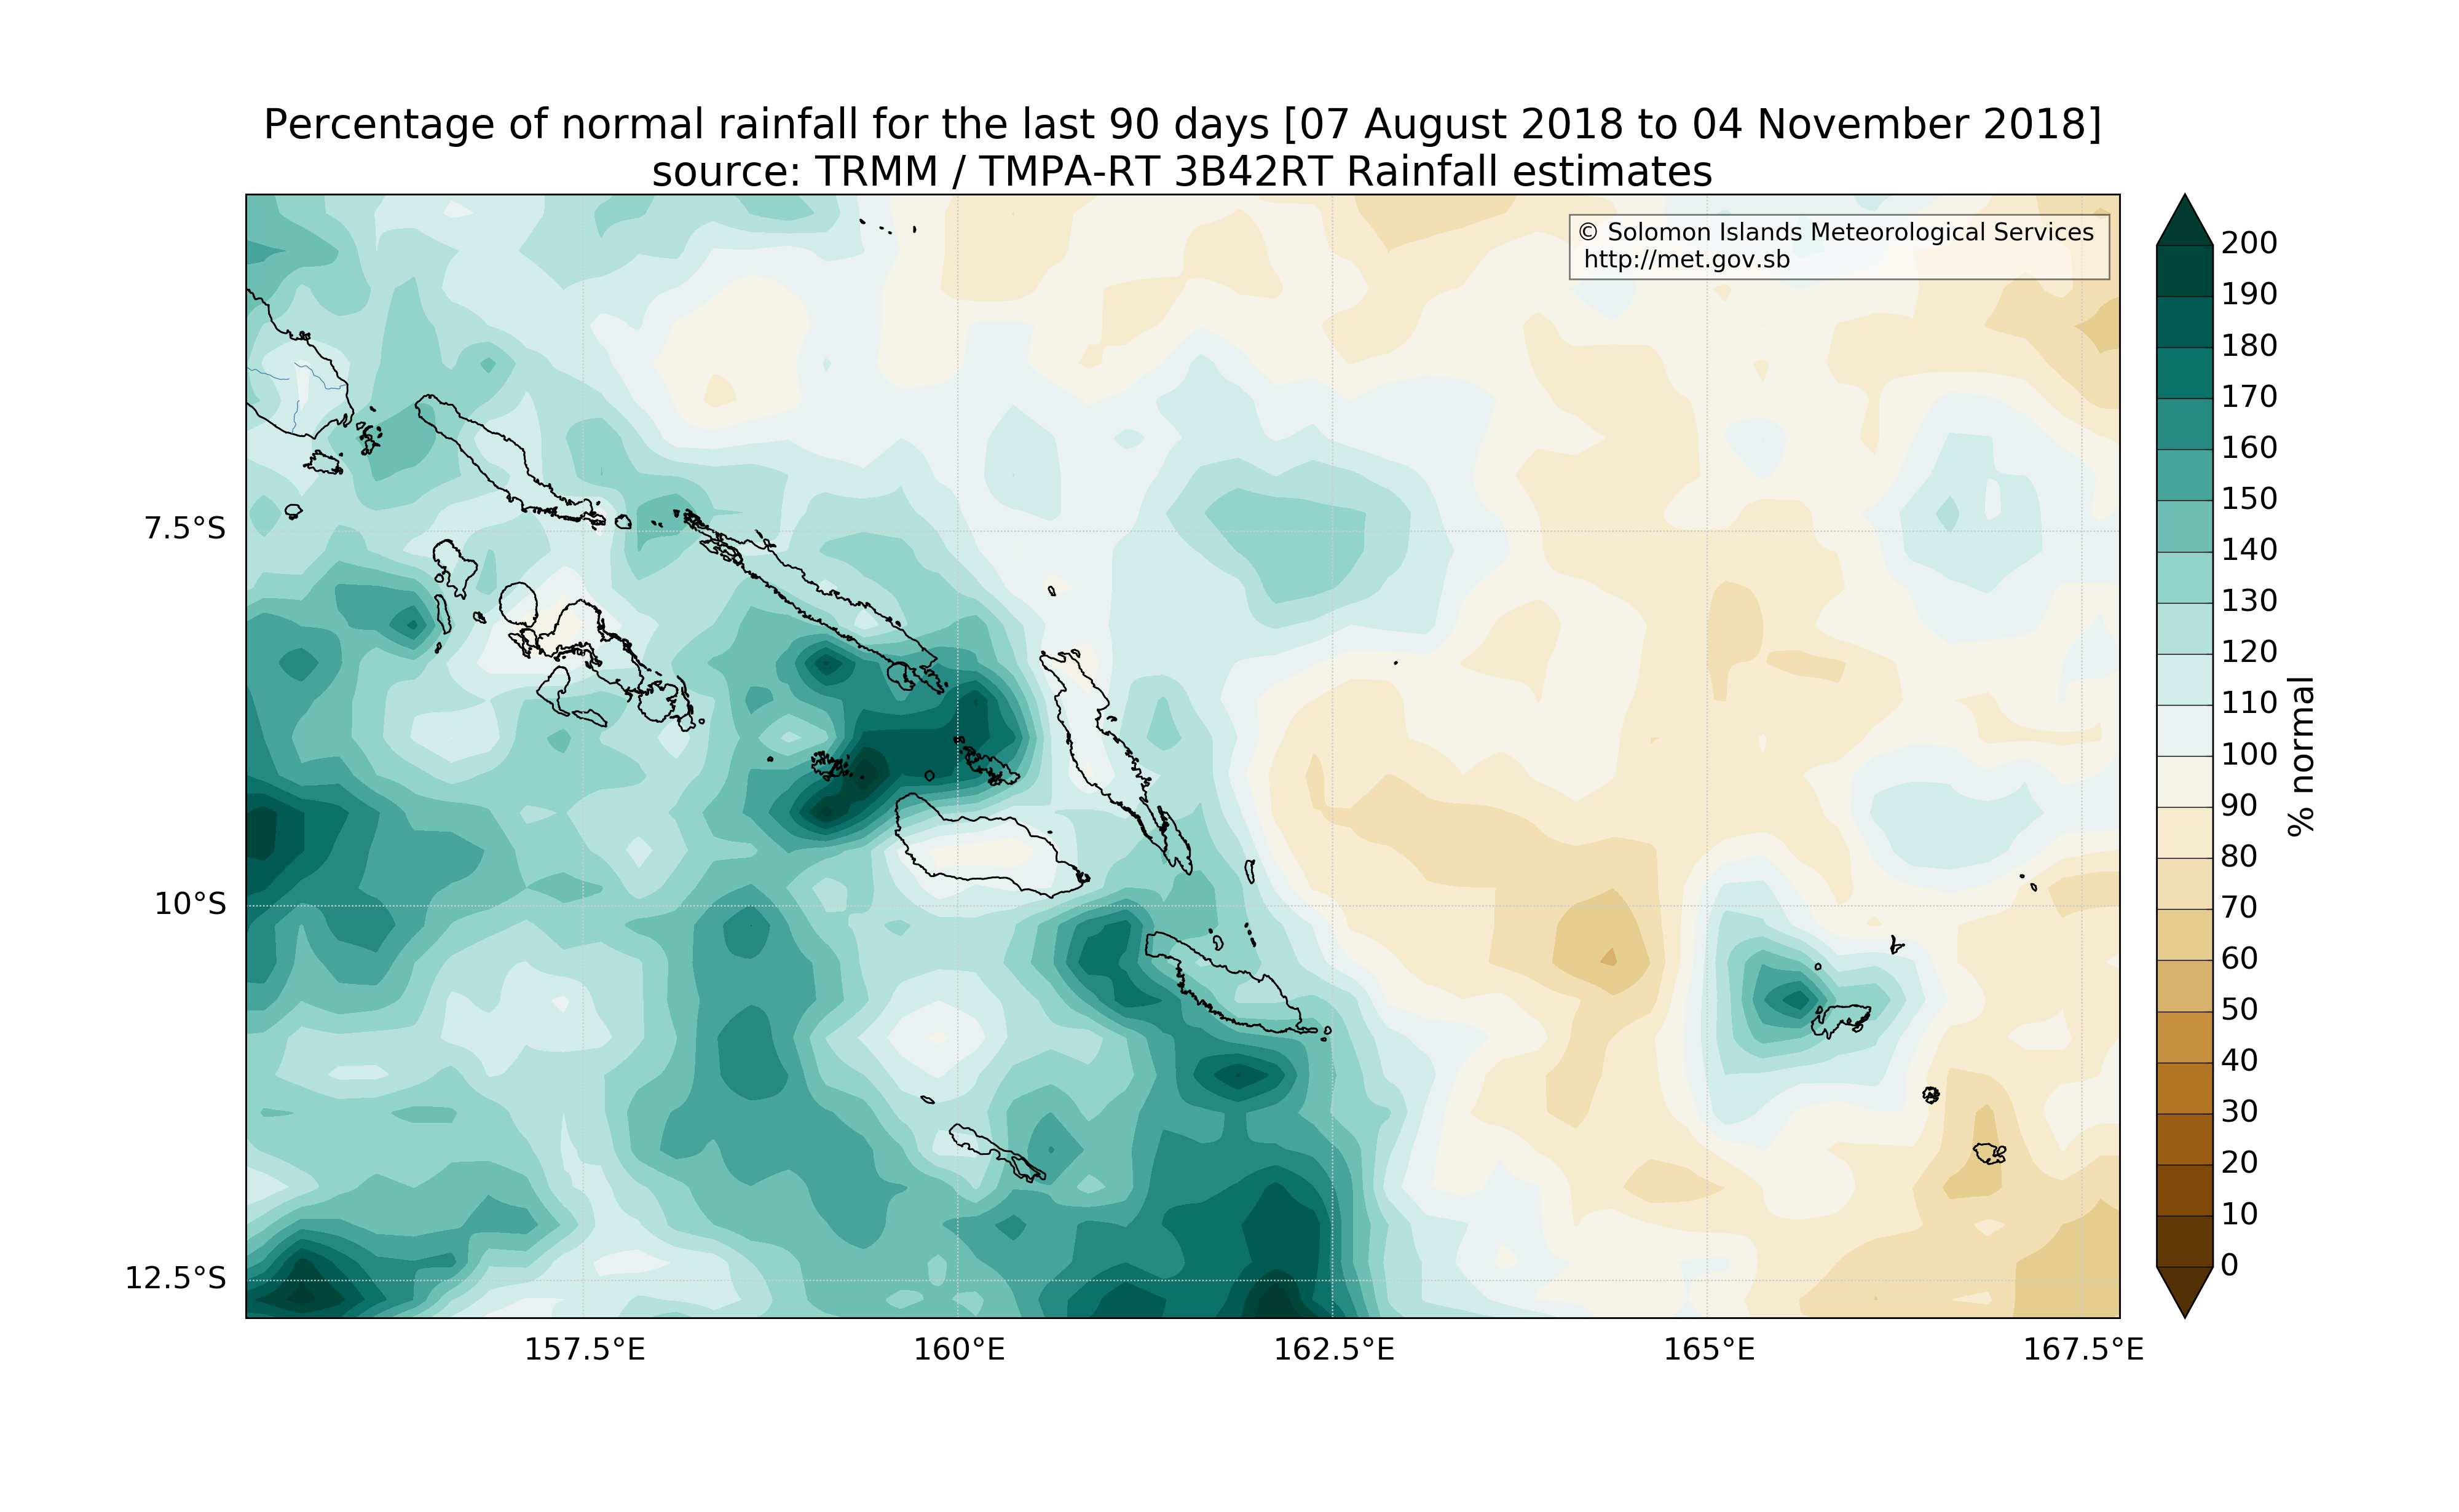 Percentage of normal rainfall for the last 90 days [07 August 2018 to 04 November 2018]
source: TRMM / TMPA-RT 3B42RT Rainfall estimates
© Solomon Islands Meteorological Services
http://met.gov.sb
7.5°S
10°S
12.5°S
157.5°E
160°E
162.5°E
165°E
167.5°E
200
190
180
170
160
150
140
130
120
110
100
90
80
70
60
50
40
30
20
10
0
% normal